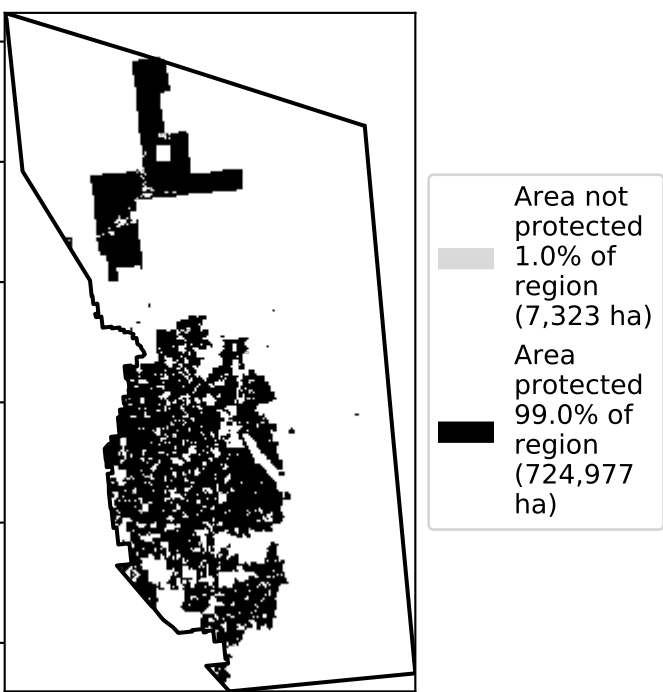 Area not
protected
1.0% of
region
(7,323 ha)
Area
protected
99.0% of
region
(724,977
ha)